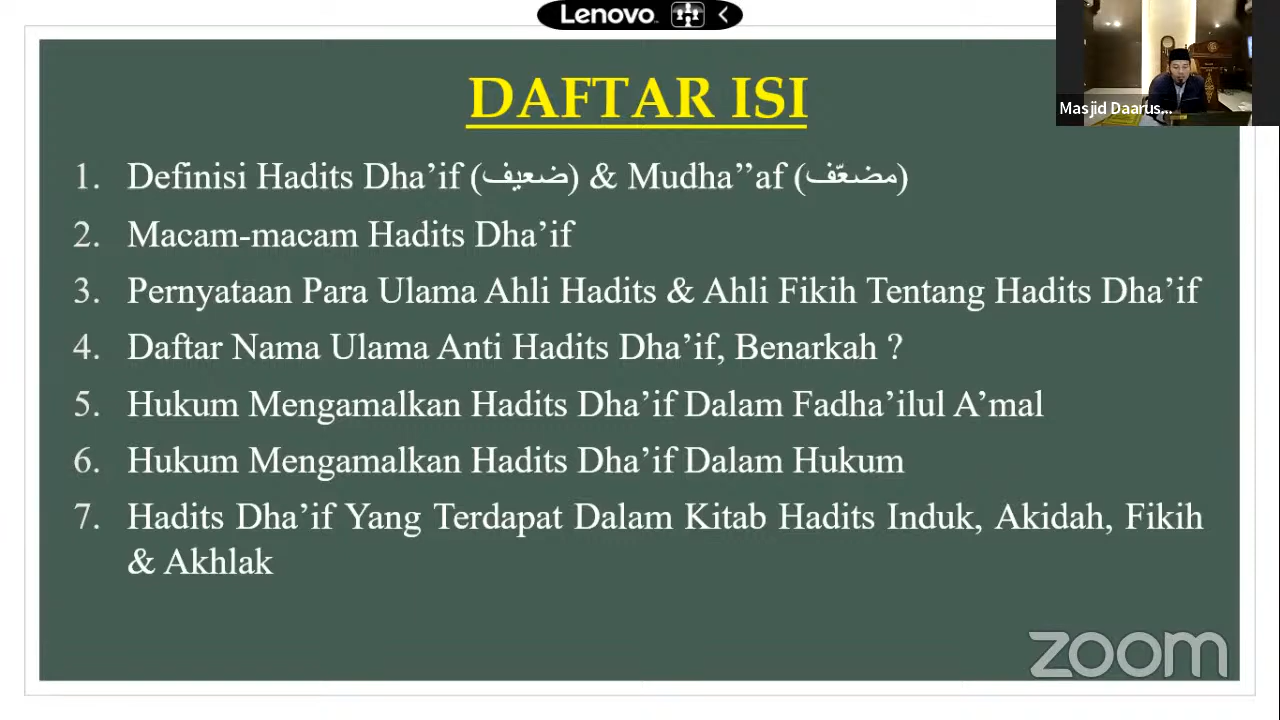 Lenovo
Masjid Daarus...
DAFTAR ISI
1. Definisi Hadits Dha’if (ضعيف) & Mudha’’af (مضعّف)
2. Macam-macam Hadits Dha’if
3. Pernyataan Para Ulama Ahli Hadits & Ahli Fikih Tentang Hadits Dha’if
4. Daftar Nama Ulama Anti Hadits Dha’if, Benarkah ?
5. Hukum Mengamalkan Hadits Dha’if Dalam Fadha’ilul A’mal
6. Hukum Mengamalkan Hadits Dha’if Dalam Hukum
7. Hadits Dha’if Yang Terdapat Dalam Kitab Hadits Induk, Akidah, Fikih
& Akhlak
zoom